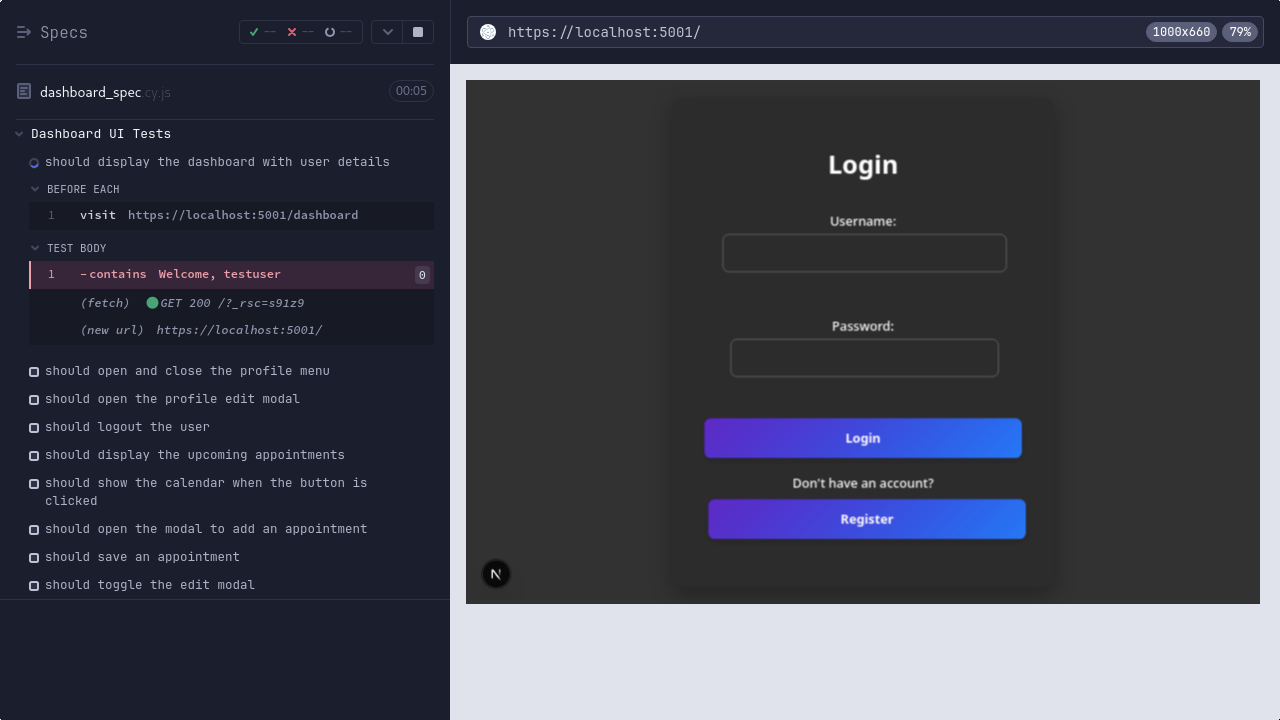 Specs
-- -- --
dashboard_spec.cy.js
00:05
Dashboard UI Tests
should display the dashboard with user details
BEFORE EACH
1 visit https://localhost:5001/dashboard
TEST BODY
1 -contains Welcome, testuser 0
(fetch) GET 200 /?_rsc=s91z9
(new url) https://localhost:5001/
should open and close the profile menu
should open the profile edit modal
should logout the user
should display the upcoming appointments
should show the calendar when the button is
clicked
should open the modal to add an appointment
should save an appointment
should toggle the edit modal
https://localhost:5001/
1000x660
79%
Login
Username:
Password:
Login
Don't have an account?
Register
N